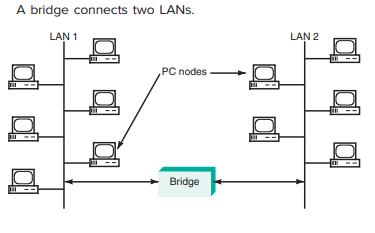 A bridge connects two LANs.
LAN 1
LAN 2
PC nodes
Bridge